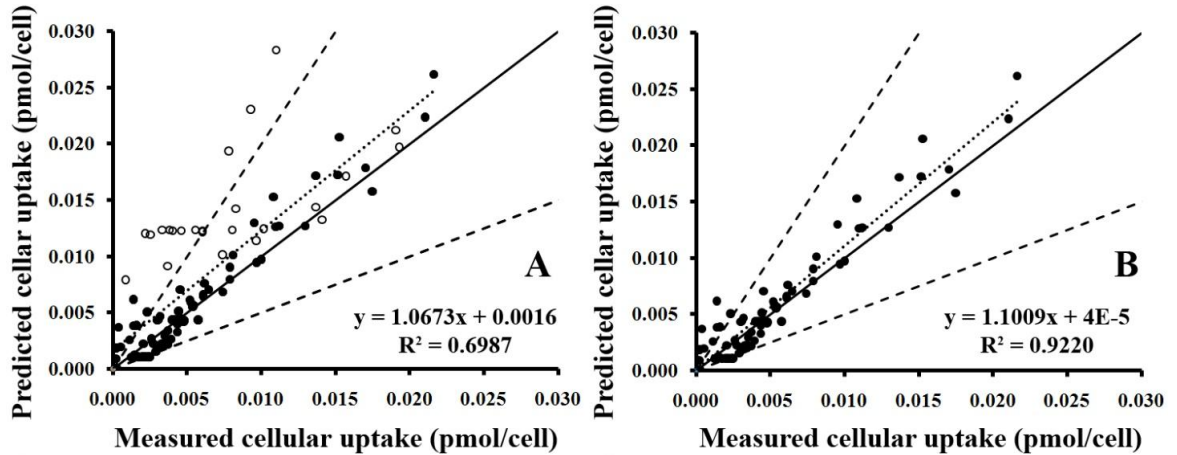 Predicted cellar uptake (pmol/cell)
0.030
0.025
0.020
0.015
0.010
0.005
0.000
A
y = 1.0673x + 0.0016
R² = 0.6987
0.000 0.005 0.010 0.015 0.020 0.025 0.030
Measured cellular uptake (pmol/cell)
Predicted cellar uptake (pmol/cell)
0.030
0.025
0.020
0.015
0.010
0.005
0.000
B
y = 1.1009x + 4E-5
R² = 0.9220
0.000 0.005 0.010 0.015 0.020 0.025 0.030
Measured cellular uptake (pmol/cell)